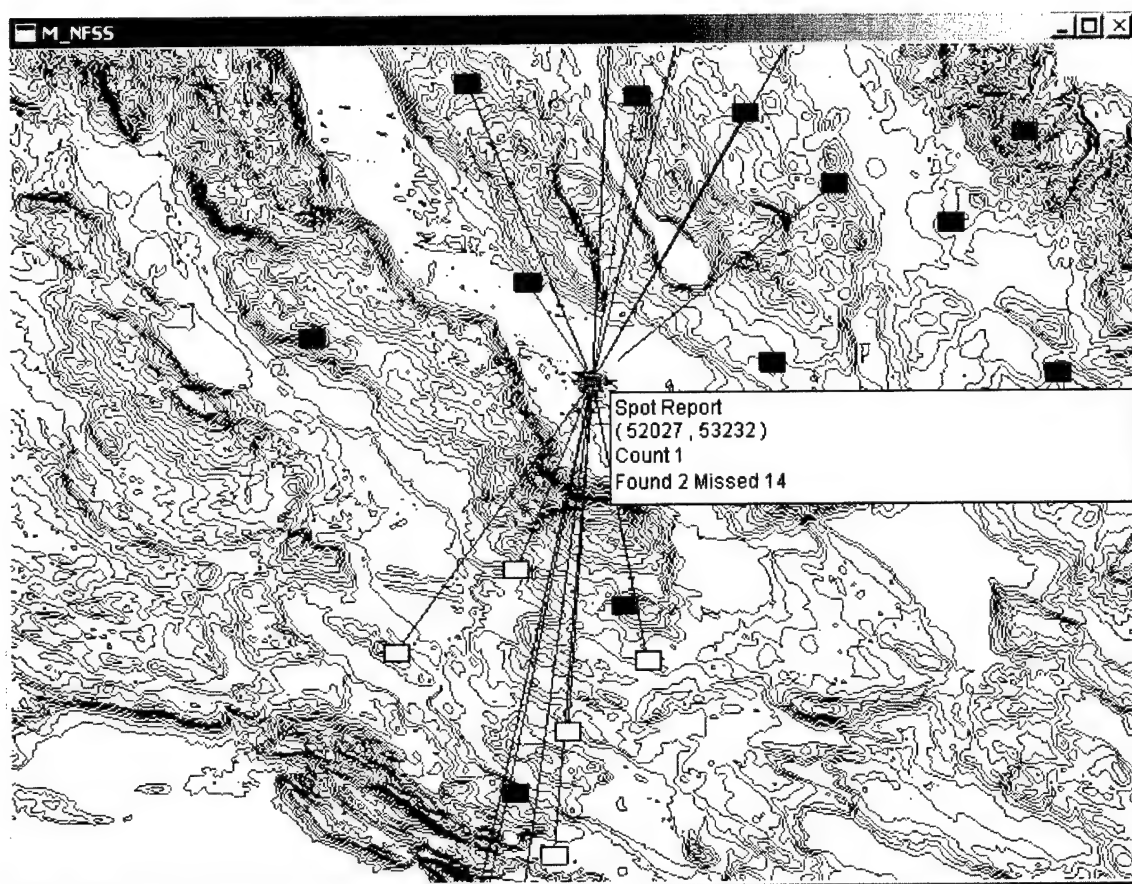 M_NFSS
Spot Report
( 52027 , 53232 )
Count 1
Found 2 Missed 14